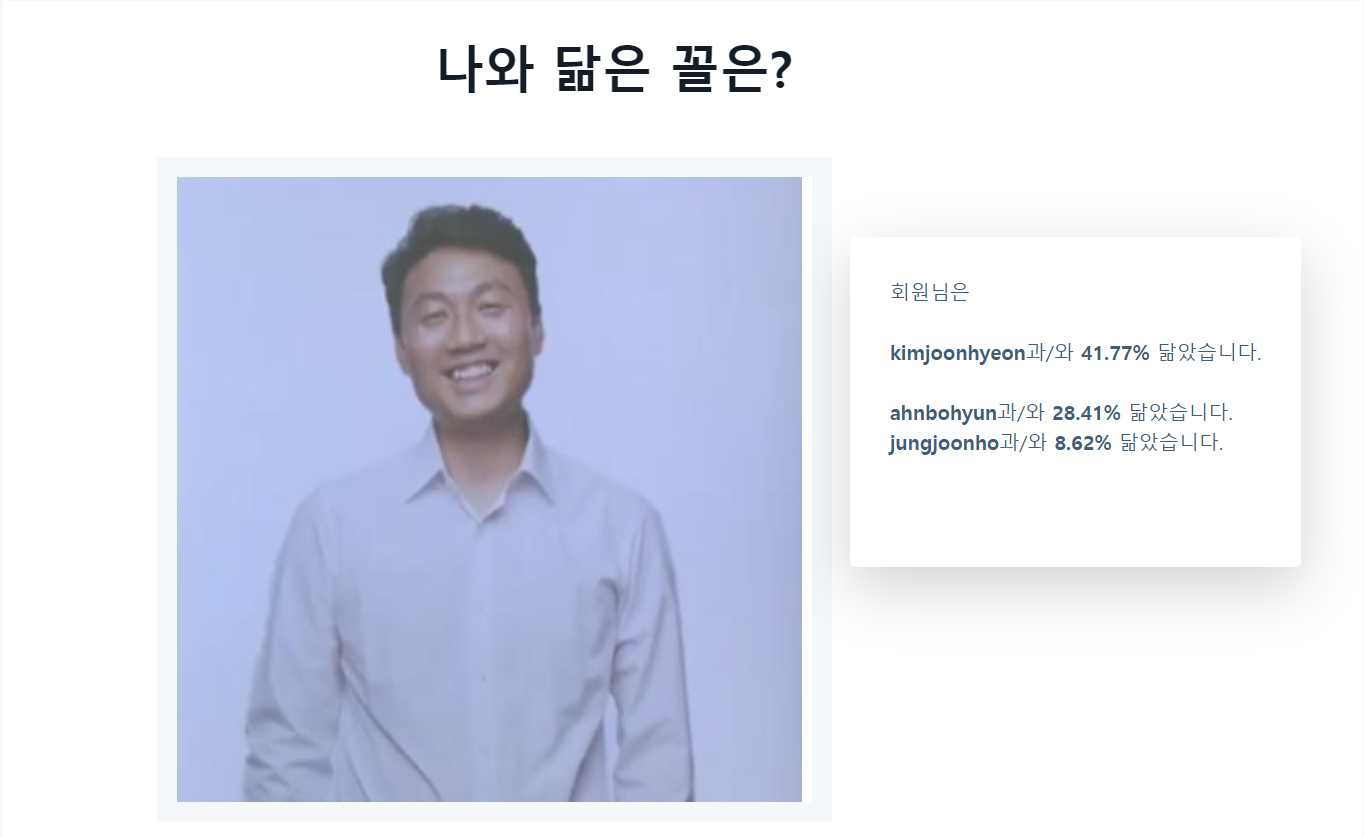 나와 닮은 꼴은?
회원님은
kimjoonhyeon과/와 41.77% 닮았습니다.
ahnbohyun과/와 28.41% 닮았습니다.
jungjoonho과/와 8.62% 닮았습니다.